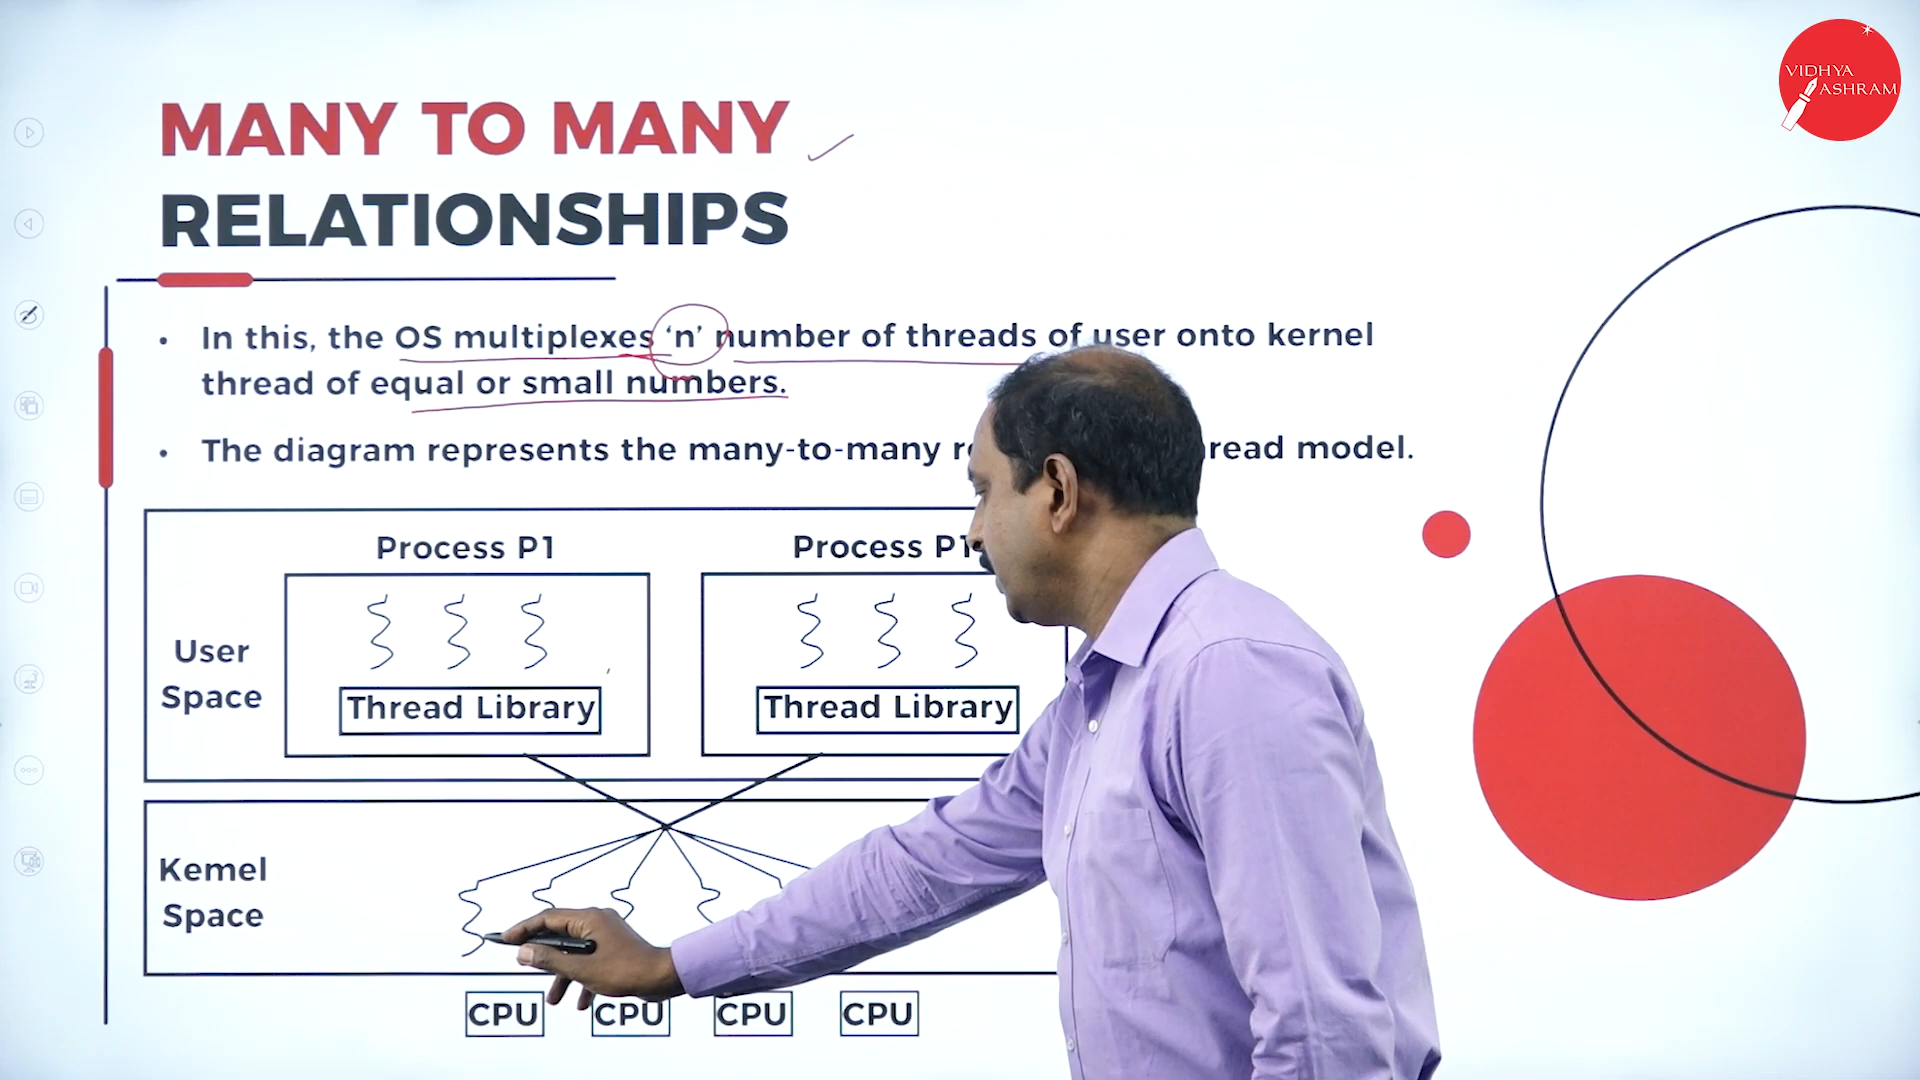 VIDHYA
ASHRAM
MANY TO MANY
RELATIONSHIPS
• In this, the OS multiplexes ‘n’ number of threads of user onto kernel
thread of equal or small numbers.
• The diagram represents the many-to-many model.
Process P1 Process P1
User
Space
Thread Library Thread Library
Kemel
Space
CPU CPU CPU CPU